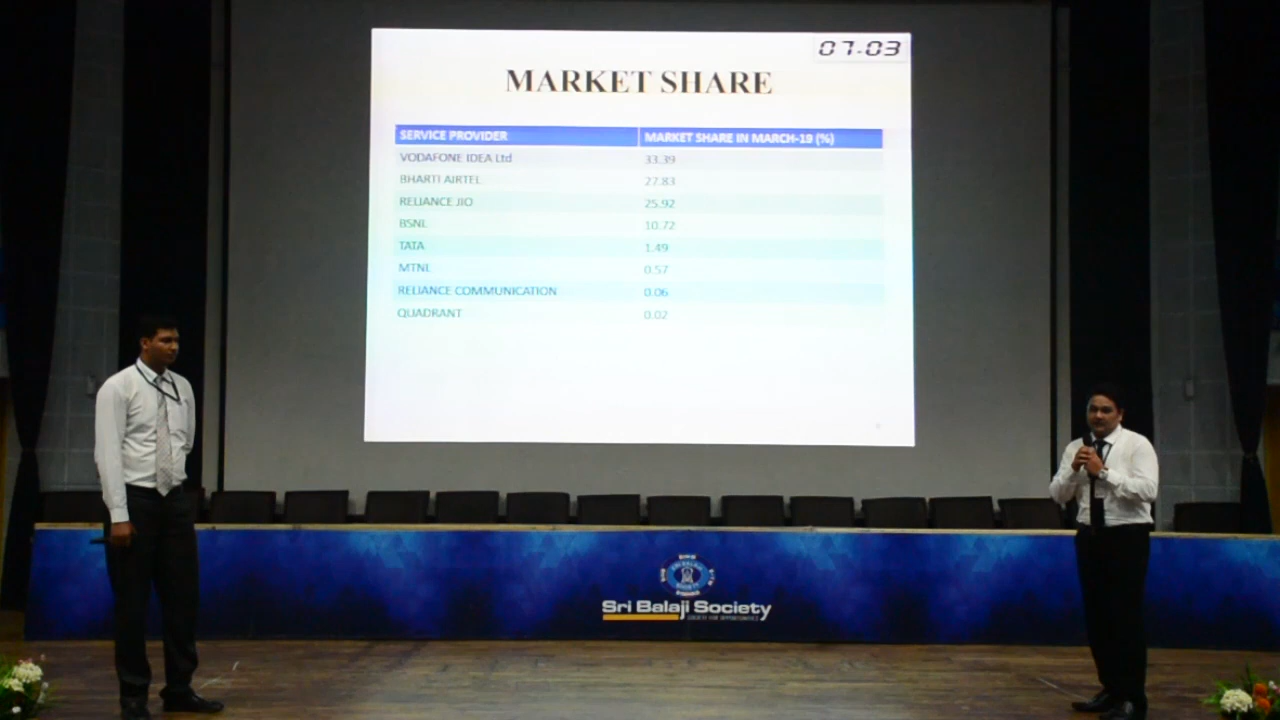 07-03
MARKET SHARE
SERVICE PROVIDER MARKET SHARE IN MARCH-19 (%)
VODAFONE IDEA Ltd 33.39
BHARTI AIRTEL 27.83
RELIANCE JIO 25.92
BSNL 10.72
TATA 1.49
MTNL 0.57
RELIANCE COMMUNICATION 0.06
QUADRANT 0.02
Sri Balaji Society